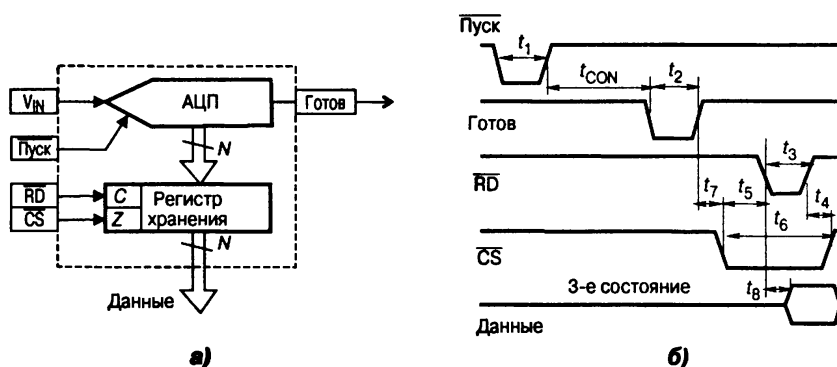 V_IN
Пуск
RD
CS
АЦП
Готов
N
C
Z
Регистр
хранения
N
Данные
а)
Пуск
t_1
t_CON
t_2
Готов
RD
t_3
t_7
t_5
t_4
t_6
CS
3-е состояние
t_8
Данные
б)